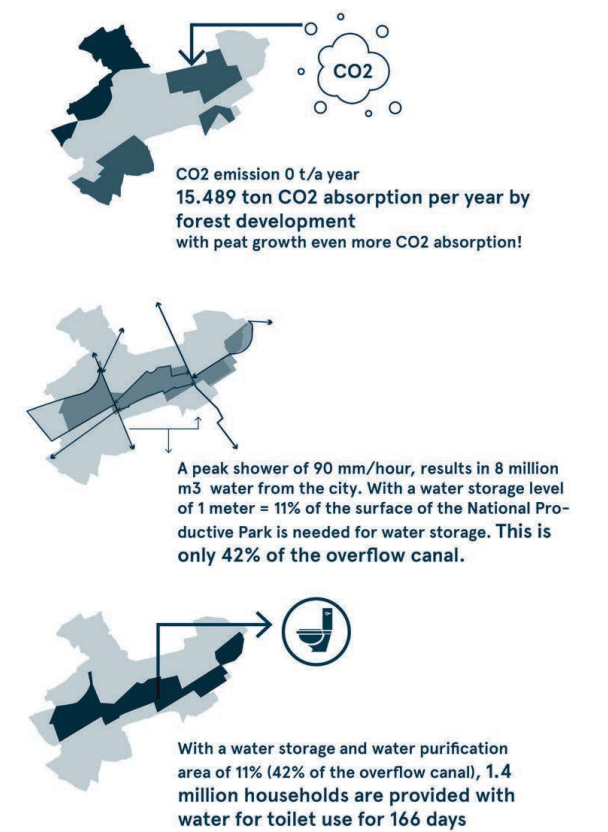 CO2
CO2 emission 0 t/a year
15.489 ton CO2 absorption per year by
forest development
with peat growth even more CO2 absorption!
A peak shower of 90 mm/hour, results in 8 million
m3 water from the city. With a water storage level
of 1 meter = 11% of the surface of the National Pro-
ductive Park is needed for water storage. This is
only 42% of the overflow canal.
With a water storage and water purification
area of 11% (42% of the overflow canal), 1.4
million households are provided with
water for toilet use for 166 days